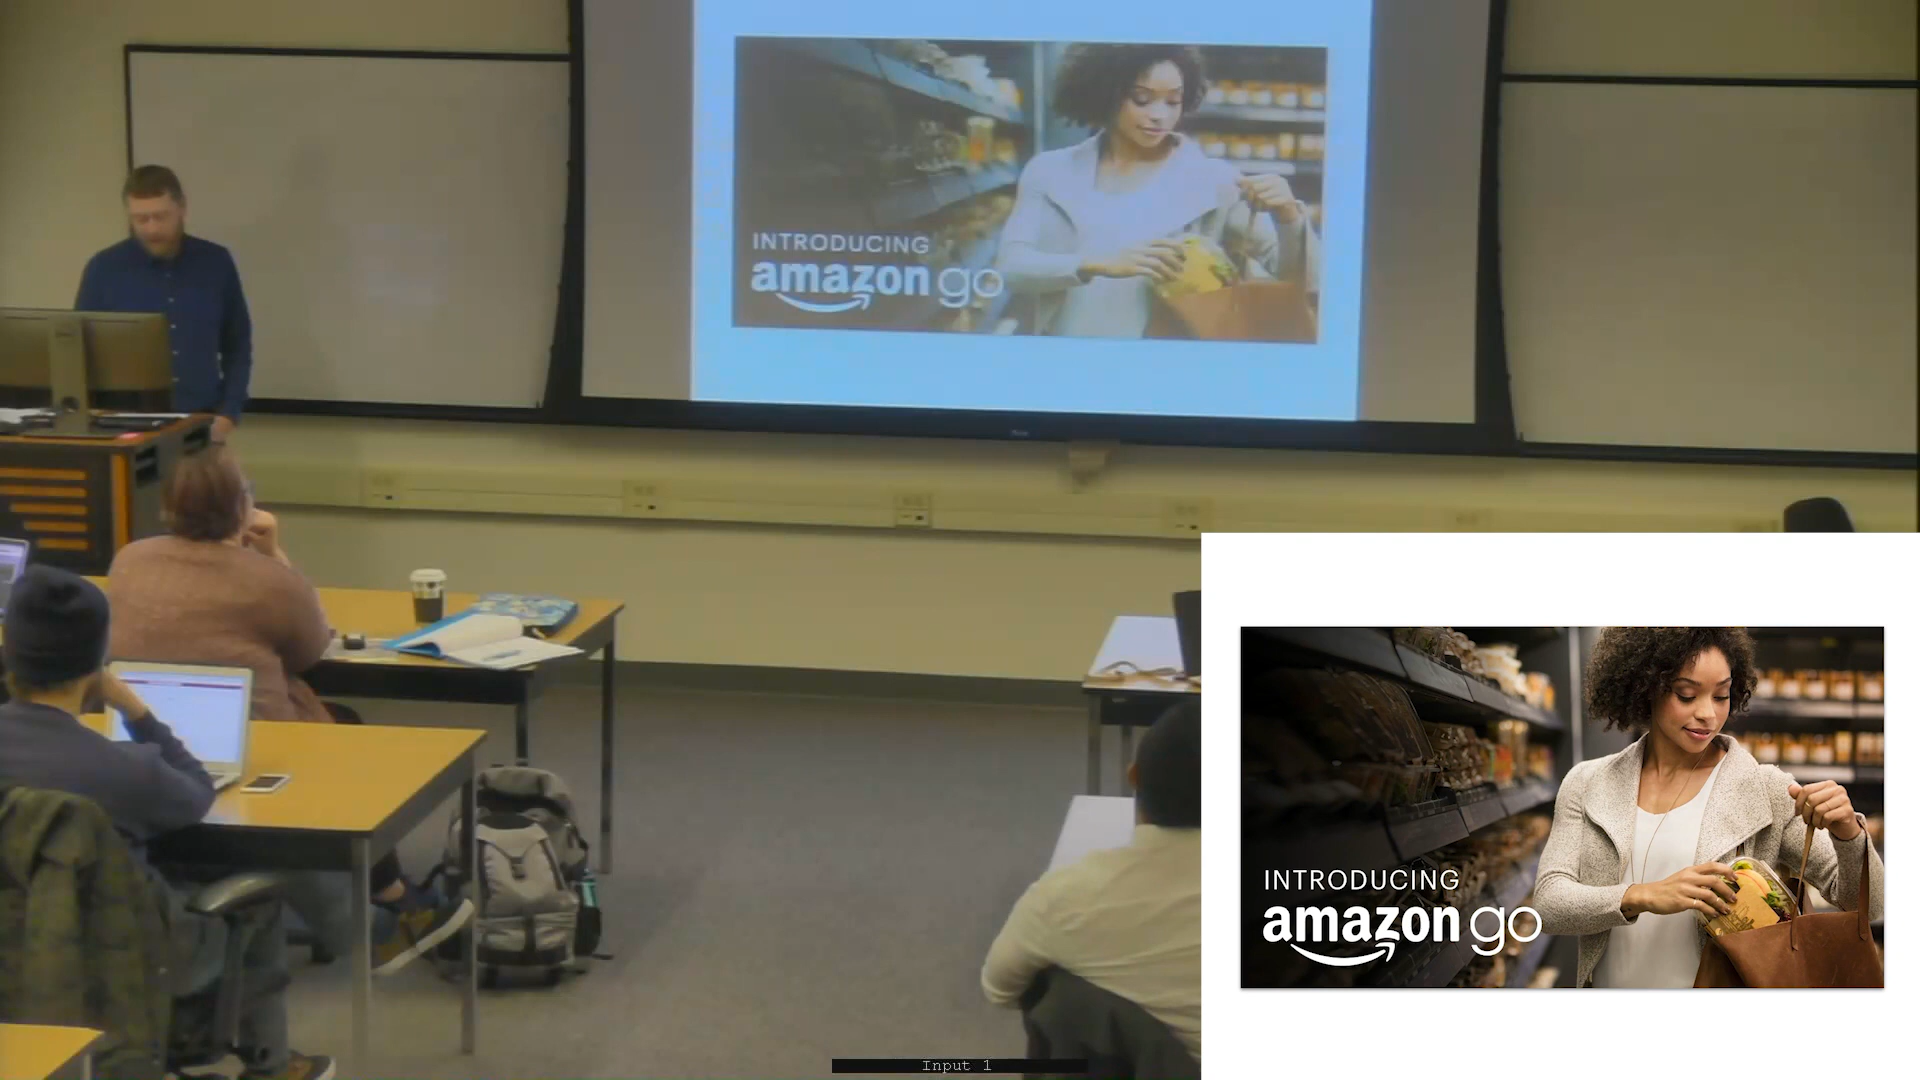 INTRODUCING
amazon go
INTRODUCING
amazon go
Input 1